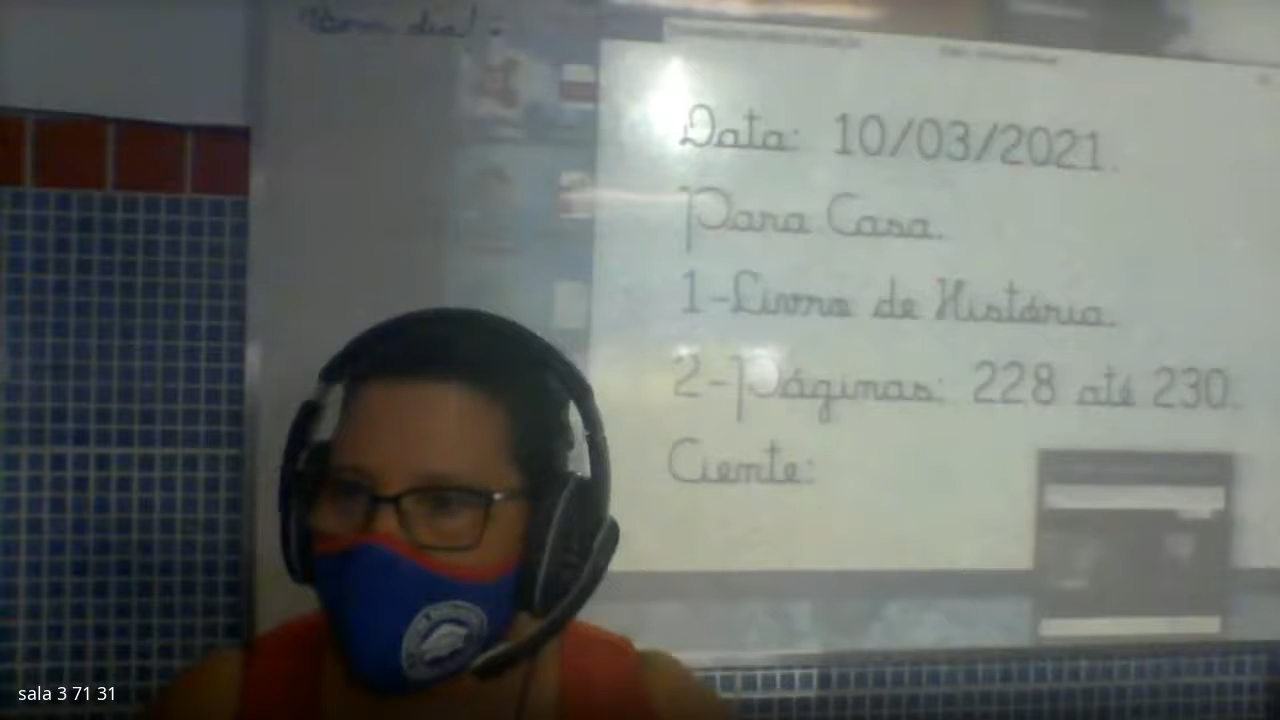 Bom dia!
Data: 10/03/2021.
Para Casa.
1-Livro de História.
2-Páginas: 228 até 230.
Ciente:
sala 3 71 31